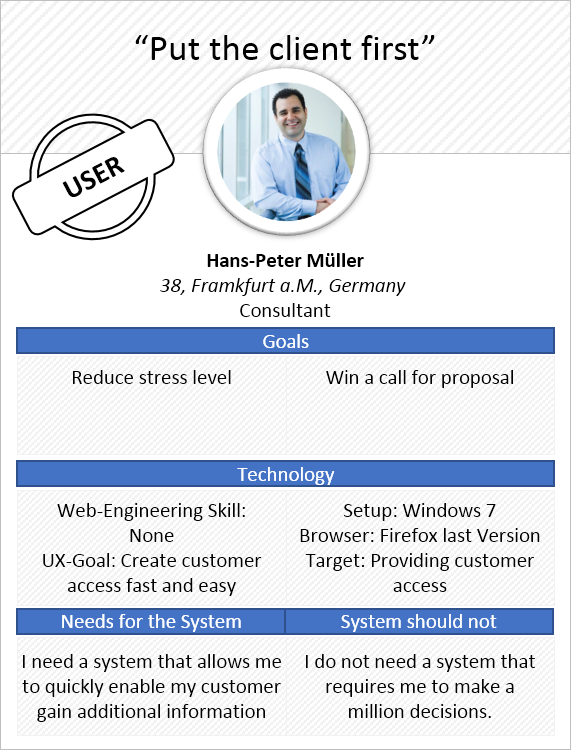 “Put the client first”
USER
Hans-Peter Müller
38, Framkfurt a.M., Germany
Consultant
Goals
Reduce stress level
Win a call for proposal
Technology
Web-Engineering Skill:
None
UX-Goal: Create customer
access fast and easy
Setup: Windows 7
Browser: Firefox last Version
Target: Providing customer
access
Needs for the System
I need a system that allows me
to quickly enable my customer
gain additional information
System should not
I do not need a system that
requires me to make a
million decisions.